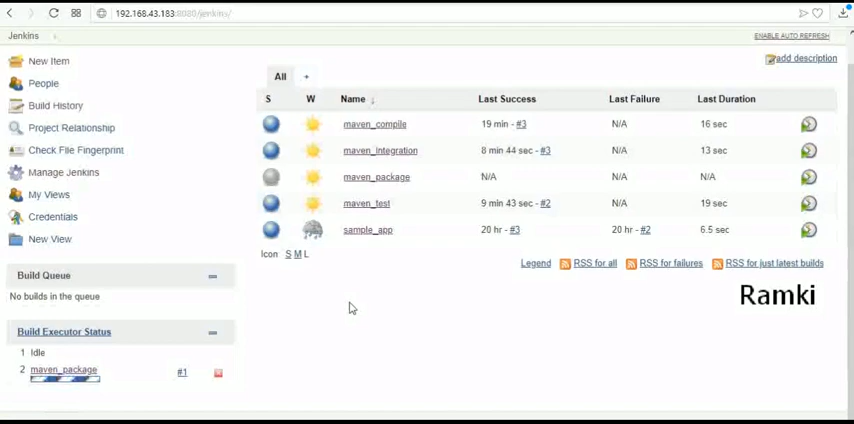 192.168.43.183:8080/jenkins/
Jenkins
ENABLE AUTO REFRESH
New Item
People
Build History
Project Relationship
Check File Fingerprint
Manage Jenkins
My Views
Credentials
New View
add description
All +
S W Name ↓ Last Success Last Failure Last Duration
maven_compile 19 min - #3 N/A 16 sec
maven_integration 8 min 44 sec - #3 N/A 13 sec
maven_package N/A N/A N/A
maven_test 9 min 43 sec - #2 N/A 19 sec
sample_app 20 hr - #3 20 hr - #2 6.5 sec
Icon S M L
Legend RSS for all RSS for failures RSS for just latest builds
Build Queue
No builds in the queue
Build Executor Status
1 Idle
2 maven_package #1
Ramki